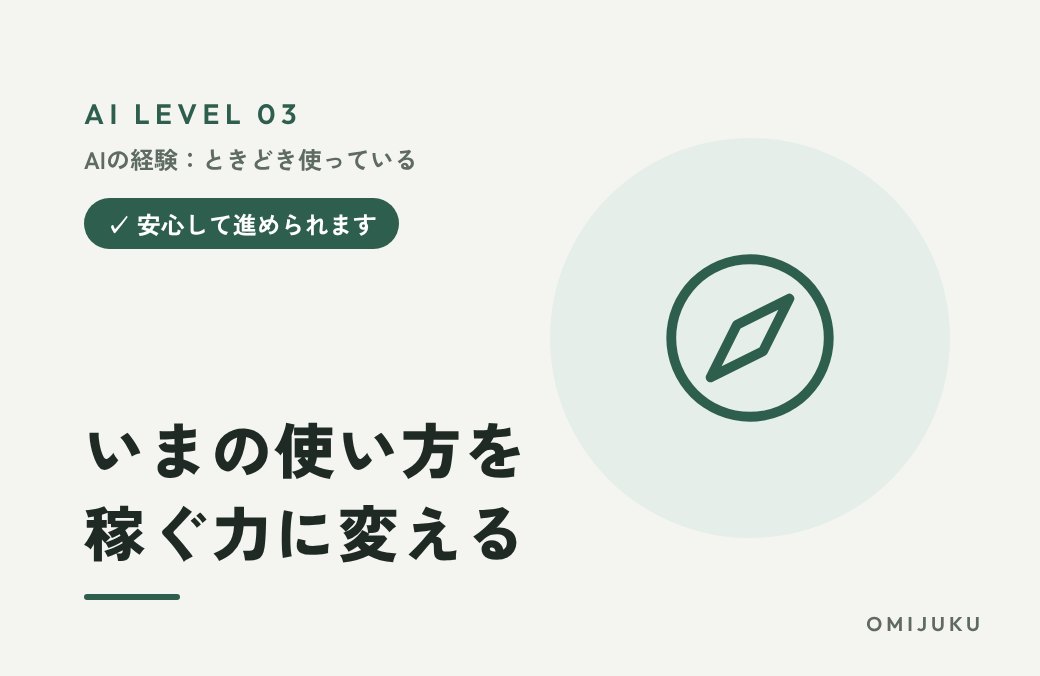 AI LEVEL 03
AIの経験：ときどき使っている
✓ 安心して進められます
いまの使い方を
稼ぐ力に変える
OMIJUKU